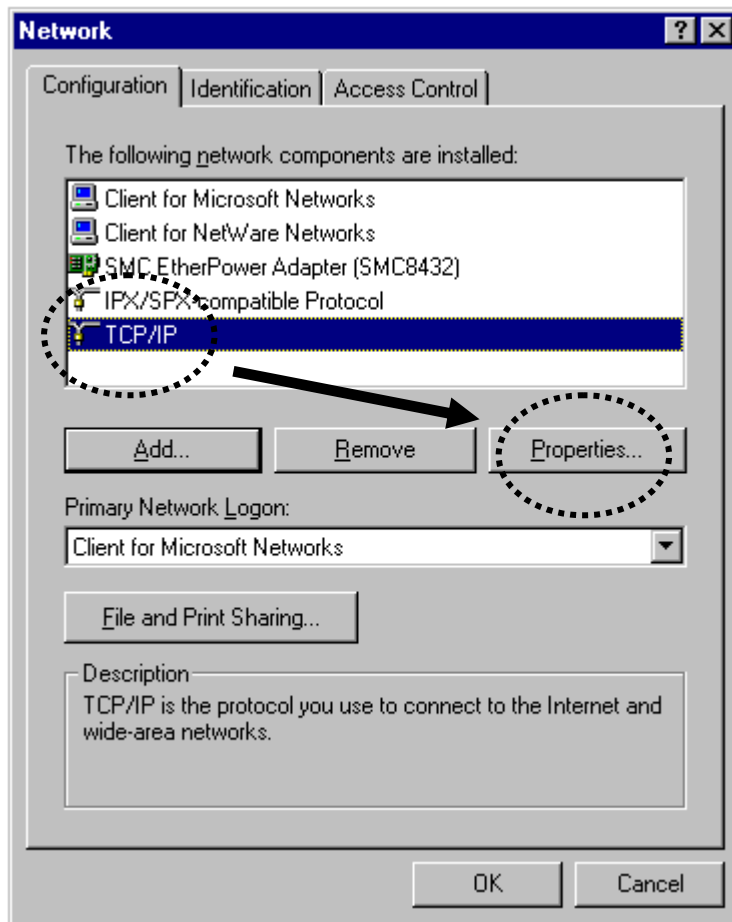 Network
Configuration Identification Access Control
The following network components are installed:
Client for Microsoft Networks
Client for NetWare Networks
SMC EtherPower Adapter (SMC8432)
IPX/SPX-compatible Protocol
TCP/IP
Add... Remove Properties...
Primary Network Logon:
Client for Microsoft Networks
File and Print Sharing...
Description
TCP/IP is the protocol you use to connect to the Internet and
wide-area networks.
OK Cancel